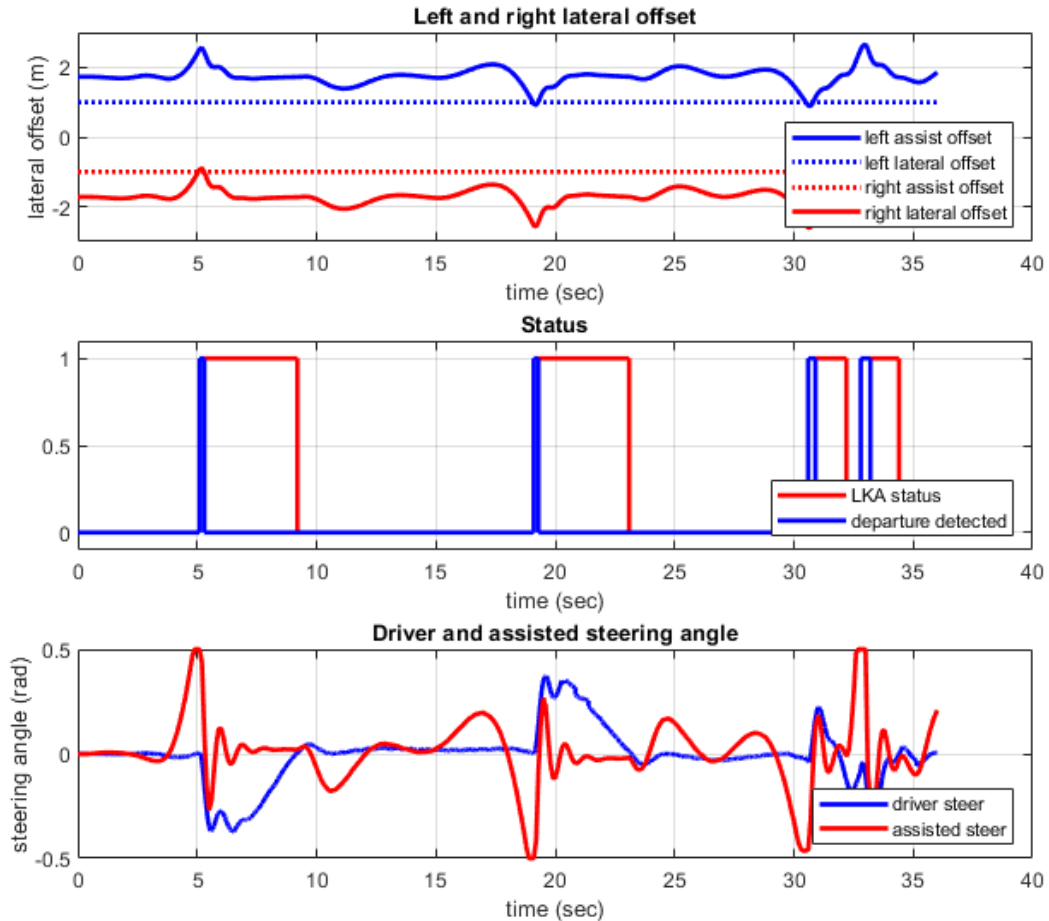 Left and right lateral offset
lateral offset (m)
2
0
-2
left assist offset
left lateral offset
right assist offset
right lateral offset
0 5 10 15 20 25 30 35 40
time (sec)
Status
1
0.5
0
LKA status
departure detected
0 5 10 15 20 25 30 35 40
time (sec)
Driver and assisted steering angle
steering angle (rad)
0.5
0
-0.5
driver steer
assisted steer
0 5 10 15 20 25 30 35 40
time (sec)